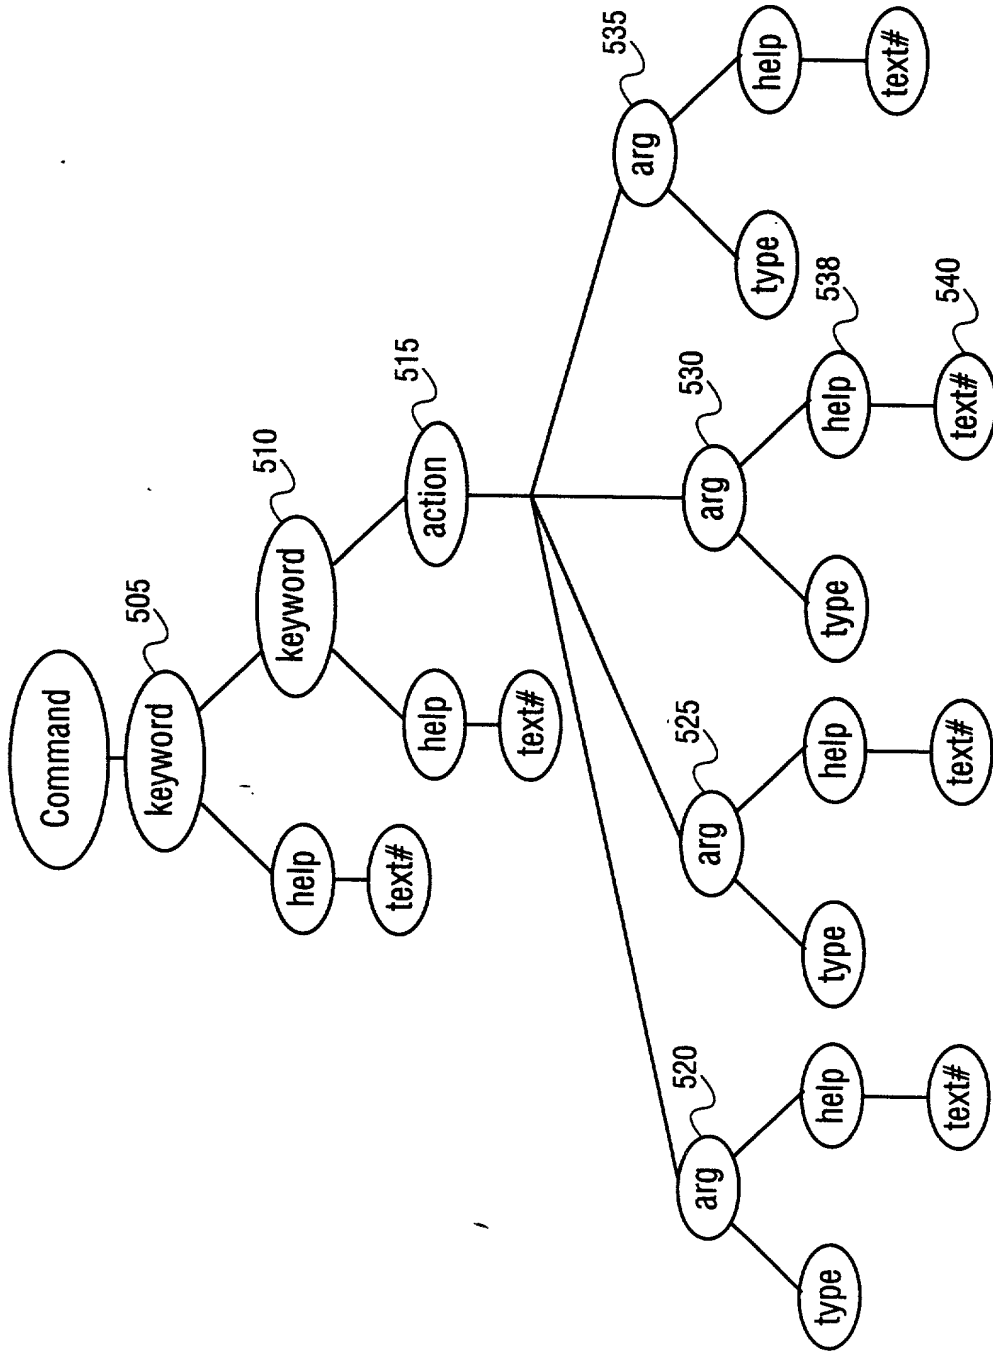 Command
keyword
505
help
text#
keyword
510
help
text#
action
515
arg
520
type
help
text#
arg
525
type
help
text#
arg
530
type
help
538
text#
540
arg
535
type
help
text#